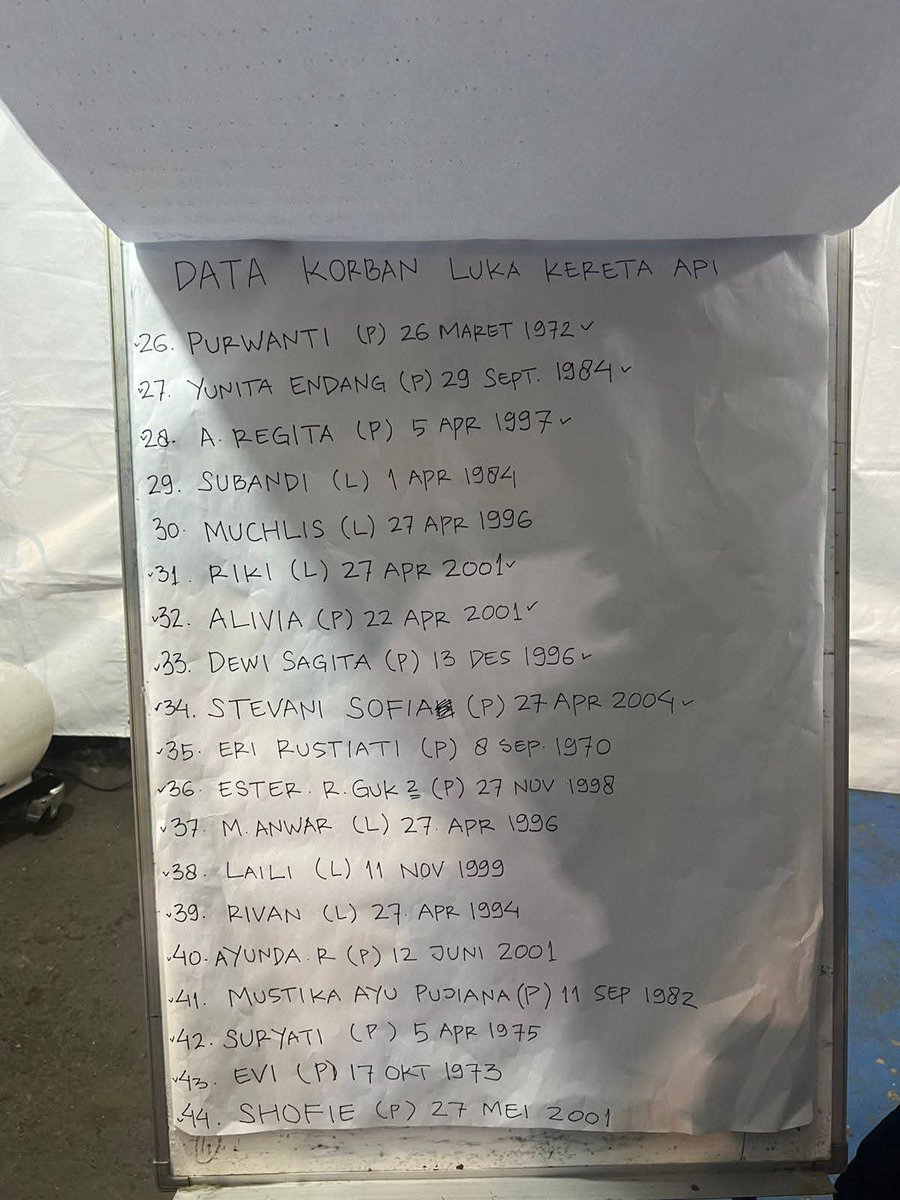 DATA KORBAN LUKA KERETA API
✓26. PURWANTI (P) 26 MARET 1972 ✓
✓27. YUNITA ENDANG (P) 29 SEPT. 1984 ✓
✓28. A. REGITA (P) 5 APR 1997 ✓
29. SUBANDI (L) 1 APR 1984
30. MUCHLIS (L) 27 APR 1996
✓31. RIKI (L) 27 APR 2001 ✓
✓32. ALIVIA (P) 22 APR 2001 ✓
✓33. DEWI SAGITA (P) 13 DES 1996 ✓
✓34. STEVANI SOFIA (P) 27 APR 2004 ✓
✓35. ERI RUSTIATI (P) 8 SEP. 1970
✓36. ESTER. R. GUK 2 (P) 27 NOV 1998
✓37. M. ANWAR (L) 27. APR 1996
✓38. LAILI (L) 11 NOV 1999
✓39. RIVAN (L) 27. APR 1994
✓40. AYUNDA. R (P) 12 JUNI 2001
✓41. MUSTIKA AYU PUJIANA (P) 11 SEP 1982
✓42. SURYATI (P) 5 APR 1975
✓43. EVI (P) 17 OKT 1973
✓44. SHOFIE (P) 27 MEI 2001